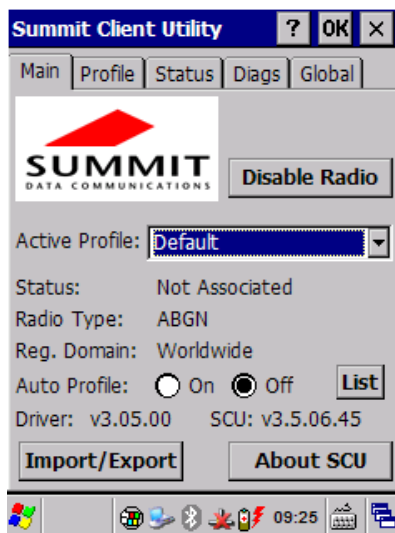 Summit Client Utility ? OK ×
Main Profile Status Diags Global
SUMMIT
DATA COMMUNICATIONS
Disable Radio
Active Profile: Default
Status: Not Associated
Radio Type: ABGN
Reg. Domain: Worldwide
Auto Profile: On Off List
Driver: v3.05.00 SCU: v3.5.06.45
Import/Export About SCU
09:25